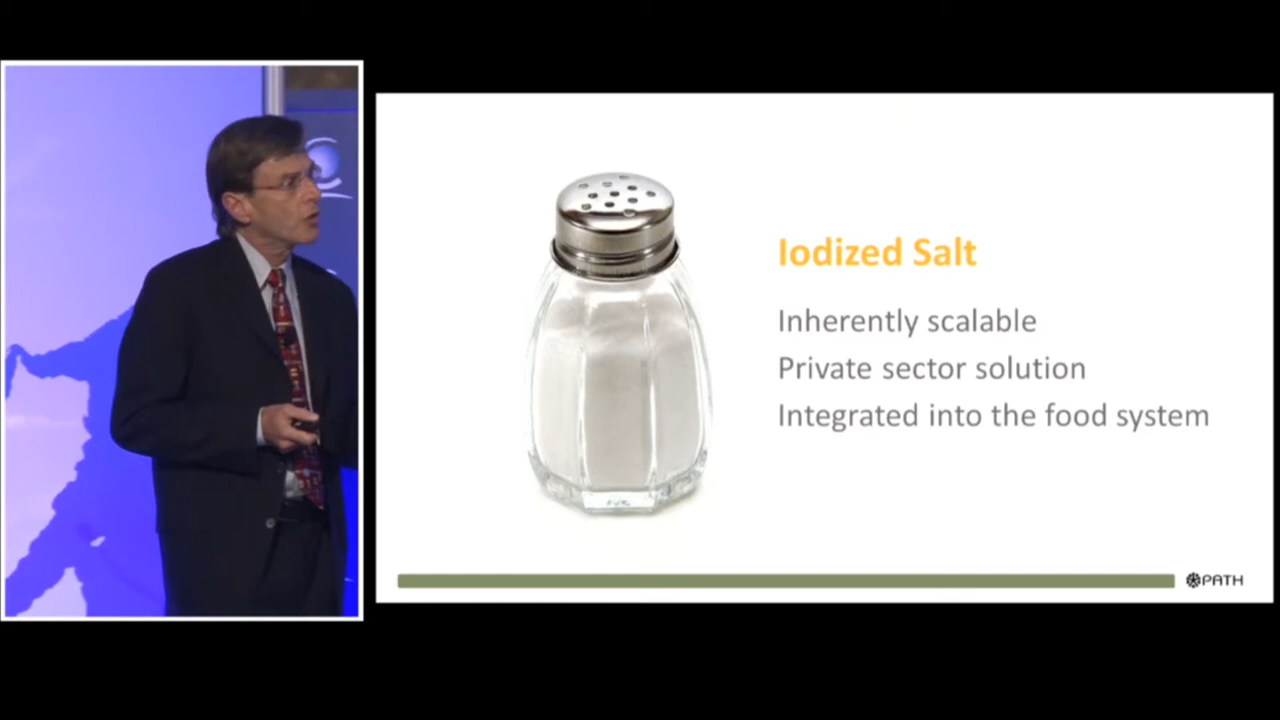 Iodized Salt
Inherently scalable
Private sector solution
Integrated into the food system
PATH